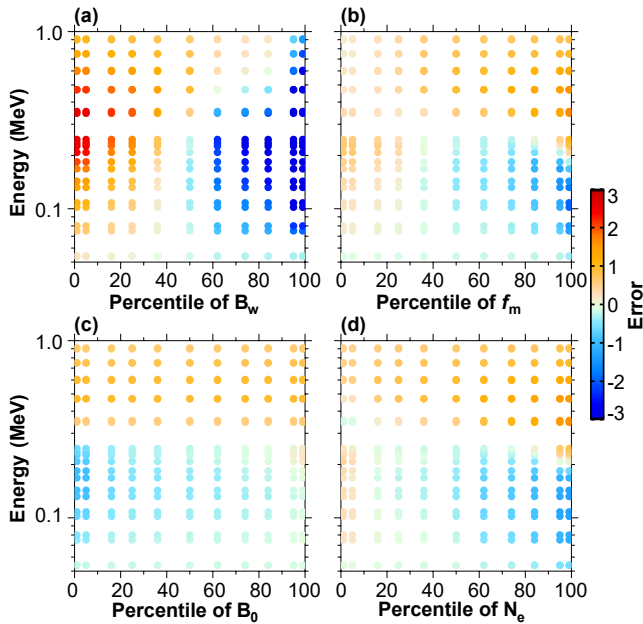 (a) (b)
1.0
0.1
Energy (MeV)
0 20 40 60 80 100
Percentile of B_w
0 20 40 60 80 100
Percentile of f_m
3
2
1
0
-1
-2
-3
Error
(c) (d)
1.0
0.1
Energy (MeV)
0 20 40 60 80 100
Percentile of B_0
0 20 40 60 80 100
Percentile of N_e